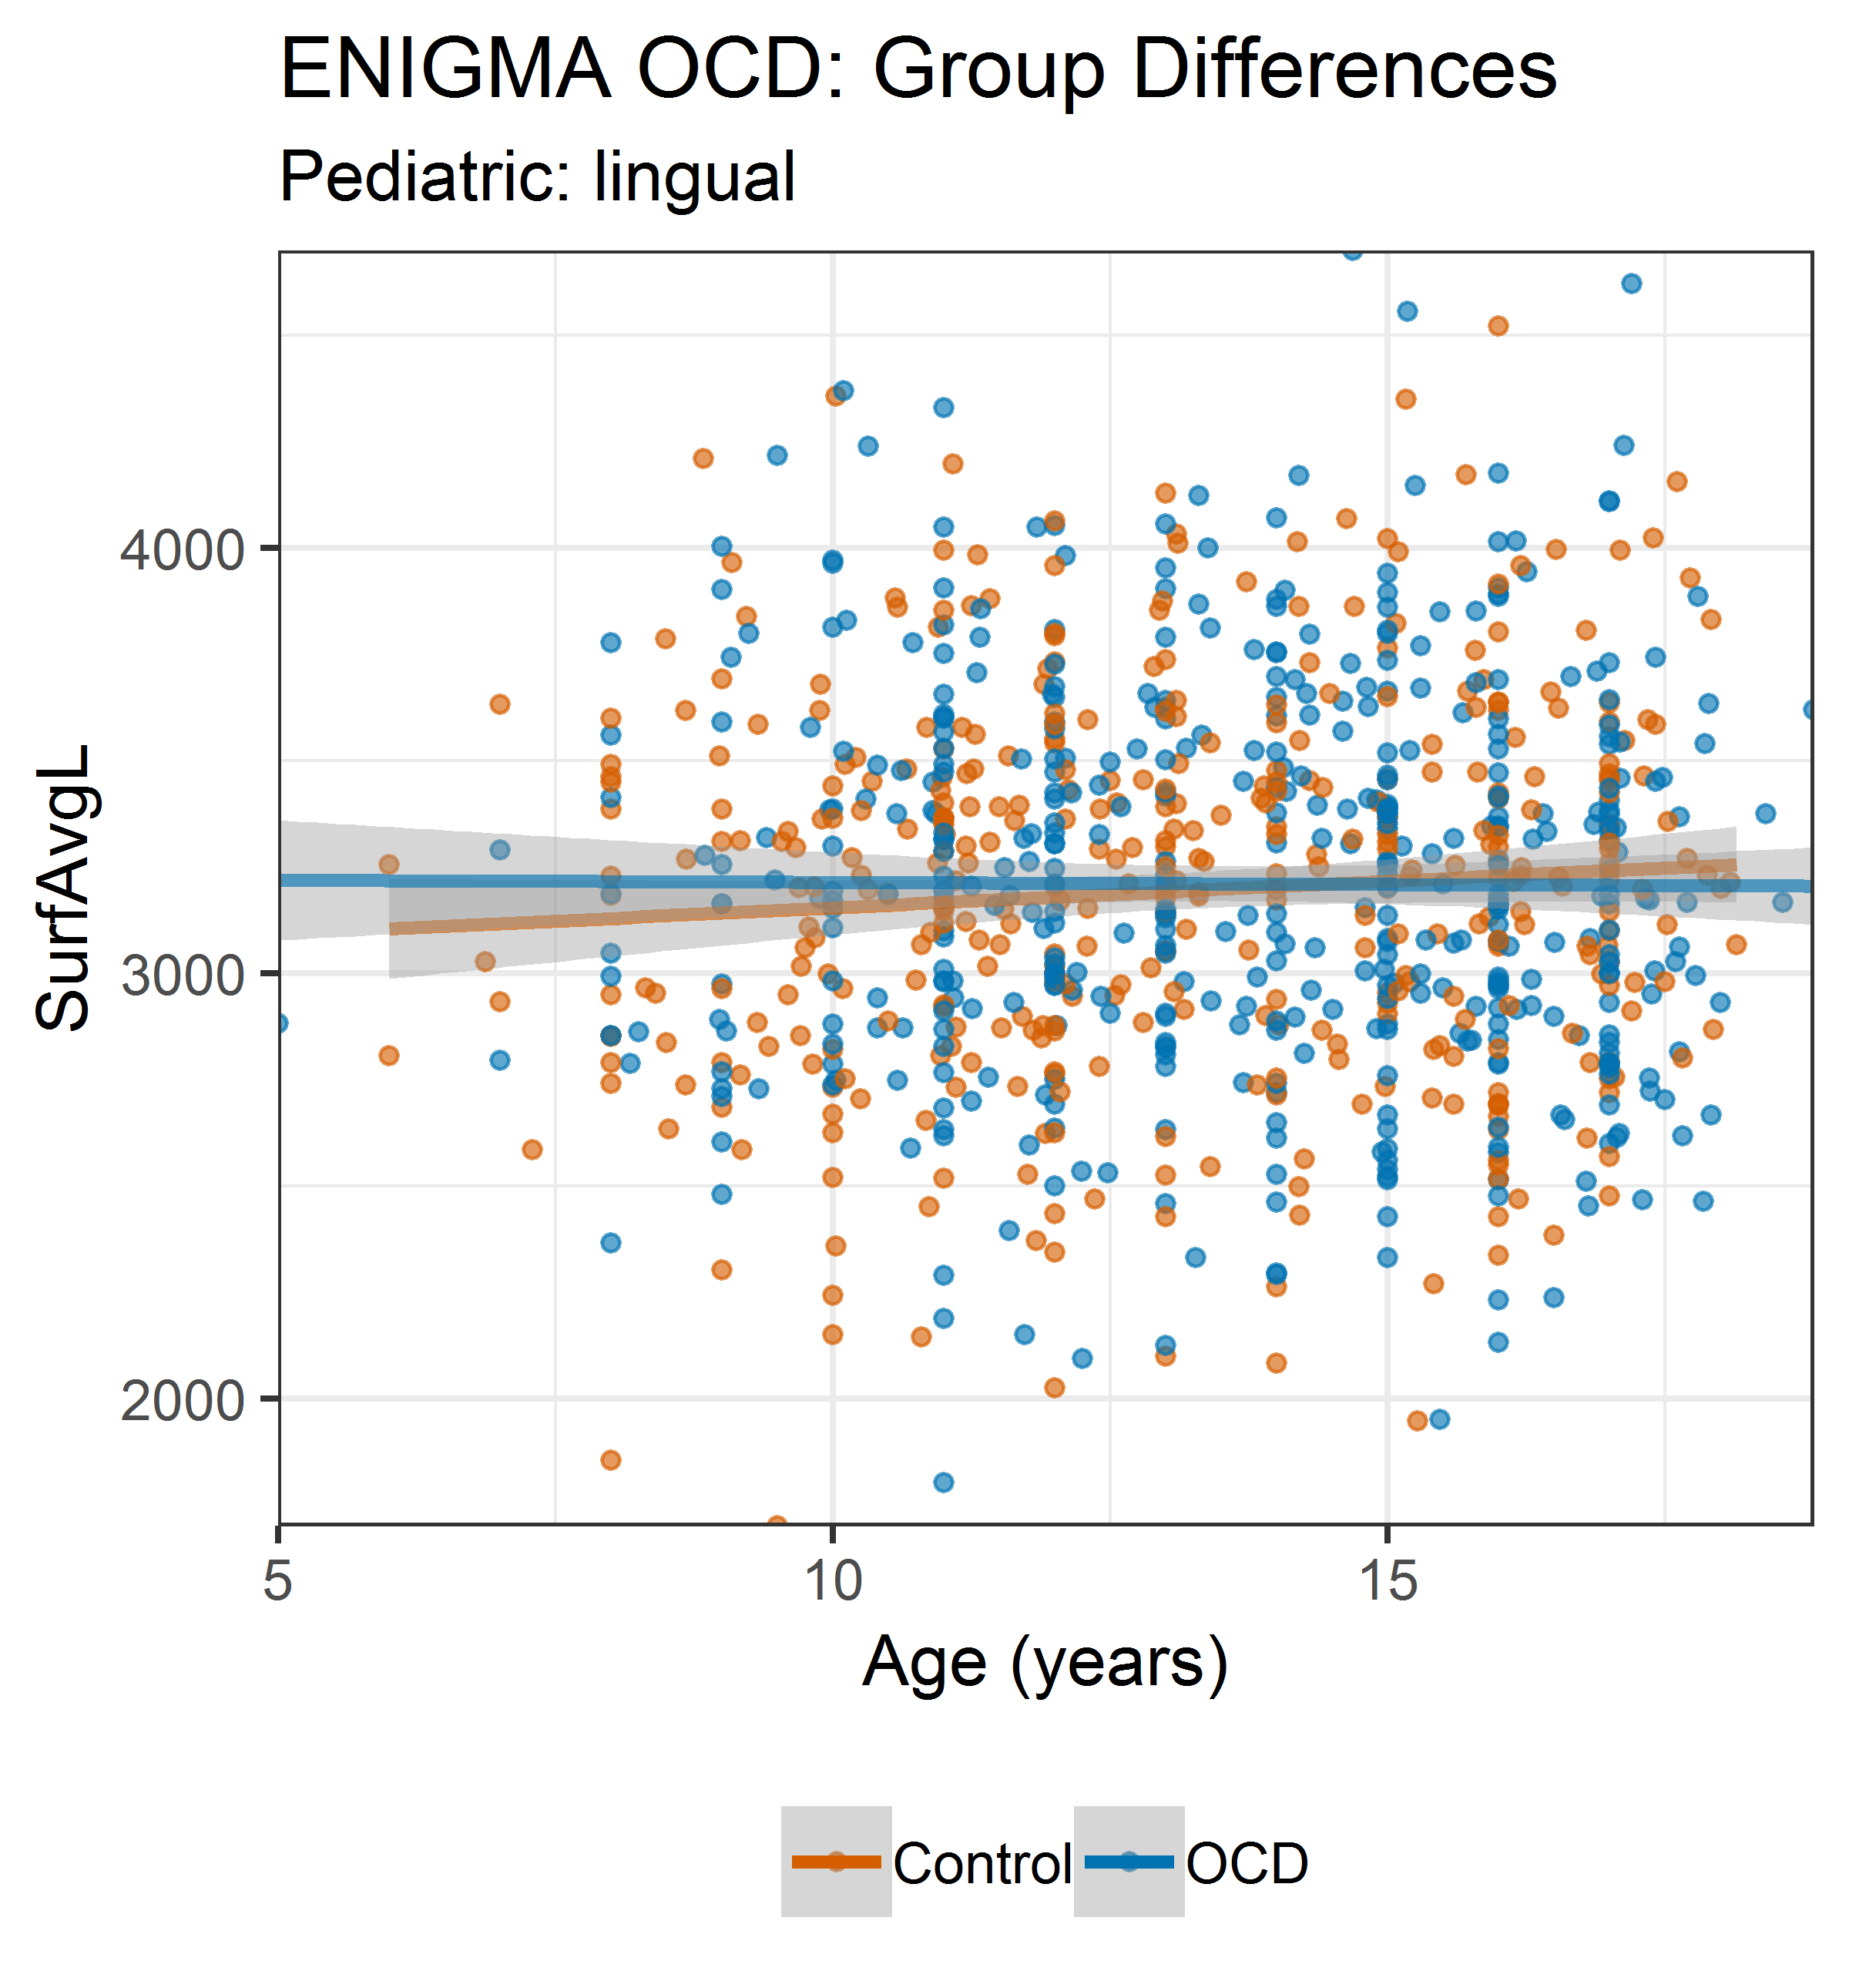 ENIGMA OCD: Group Differences
Pediatric: lingual
SurfAvgL
4000
3000
2000
5 10 15
Age (years)
Control OCD